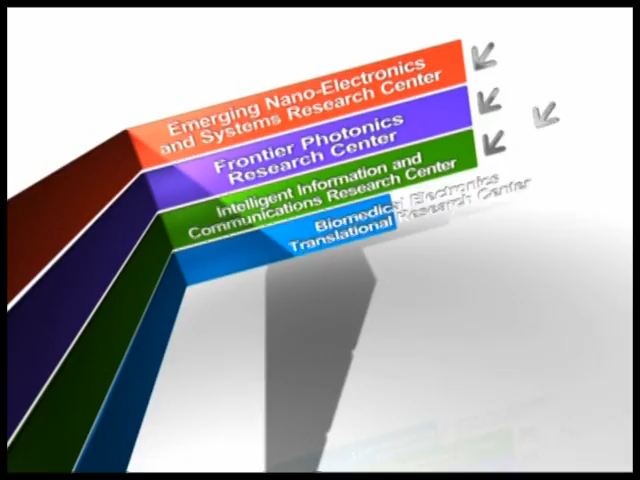 Emerging Nano-Electronics
and Systems Research Center
Frontier Photonics
Research Center
Intelligent Information and
Communications Research Center
Biomedical Electronics
Translational Research Center